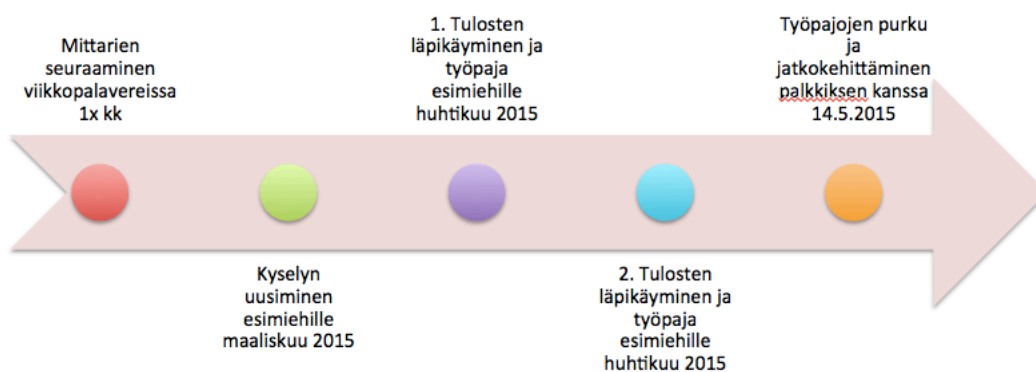 Mittarien
seuraaminen
viikkopalavereissa
1x kk
Kyselyn
uusiminen
esimiehille
maaliskuu 2015
1. Tulosten
läpikäyminen ja
työpaja
esimiehille
huhtikuu 2015
2. Tulosten
läpikäyminen ja
työpaja
esimiehille
huhtikuu 2015
Työpajojen purku
ja
jatkokehittäminen
palkkiksen kanssa
14.5.2015